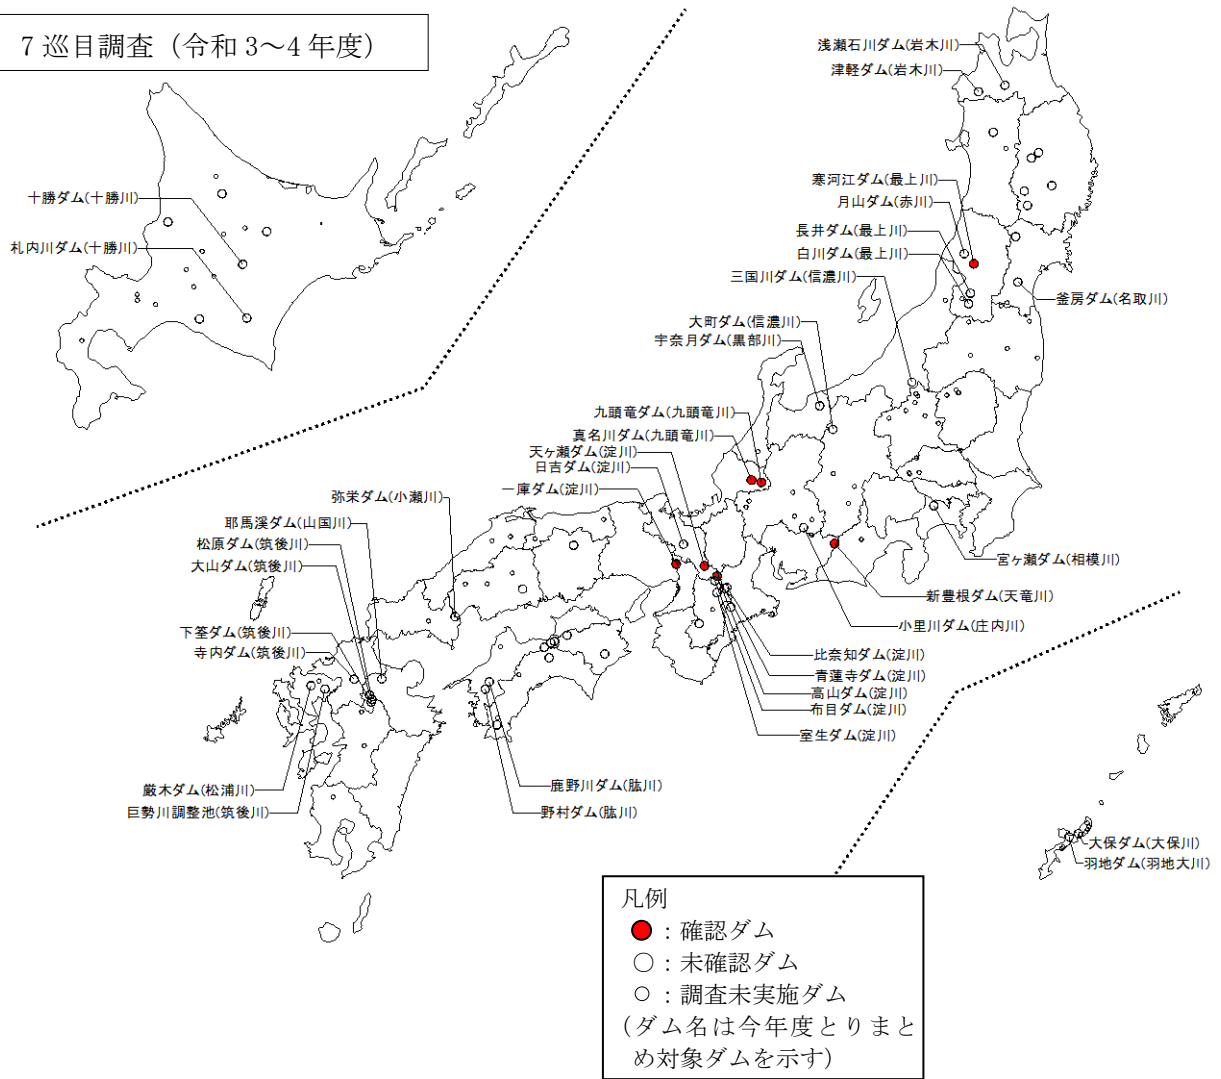 7巡目調査（令和3～4年度）
浅瀬石川ダム(岩木川)
津軽ダム(岩木川)
寒河江ダム(最上川)
月山ダム(赤川)
長井ダム(最上川)
白川ダム(最上川)
三国川ダム(信濃川)
釜房ダム(名取川)
大町ダム(信濃川)
宇奈月ダム(黒部川)
十勝ダム(十勝川)
札内川ダム(十勝川)
九頭竜ダム(九頭竜川)
真名川ダム(九頭竜川)
天ヶ瀬ダム(淀川)
日吉ダム(淀川)
一庫ダム(淀川)
弥栄ダム(小瀬川)
耶馬溪ダム(山国川)
松原ダム(筑後川)
大山ダム(筑後川)
下筌ダム(筑後川)
寺内ダム(筑後川)
宮ヶ瀬ダム(相模川)
新豊根ダム(天竜川)
小里川ダム(庄内川)
比奈知ダム(淀川)
青蓮寺ダム(淀川)
高山ダム(淀川)
布目ダム(淀川)
室生ダム(淀川)
厳木ダム(松浦川)
巨勢川調整池(筑後川)
鹿野川ダム(肱川)
野村ダム(肱川)
大保ダム(大保川)
羽地ダム(羽地大川)
凡例
：確認ダム
：未確認ダム
：調査未実施ダム
(ダム名は今年度とりまと
め対象ダムを示す)